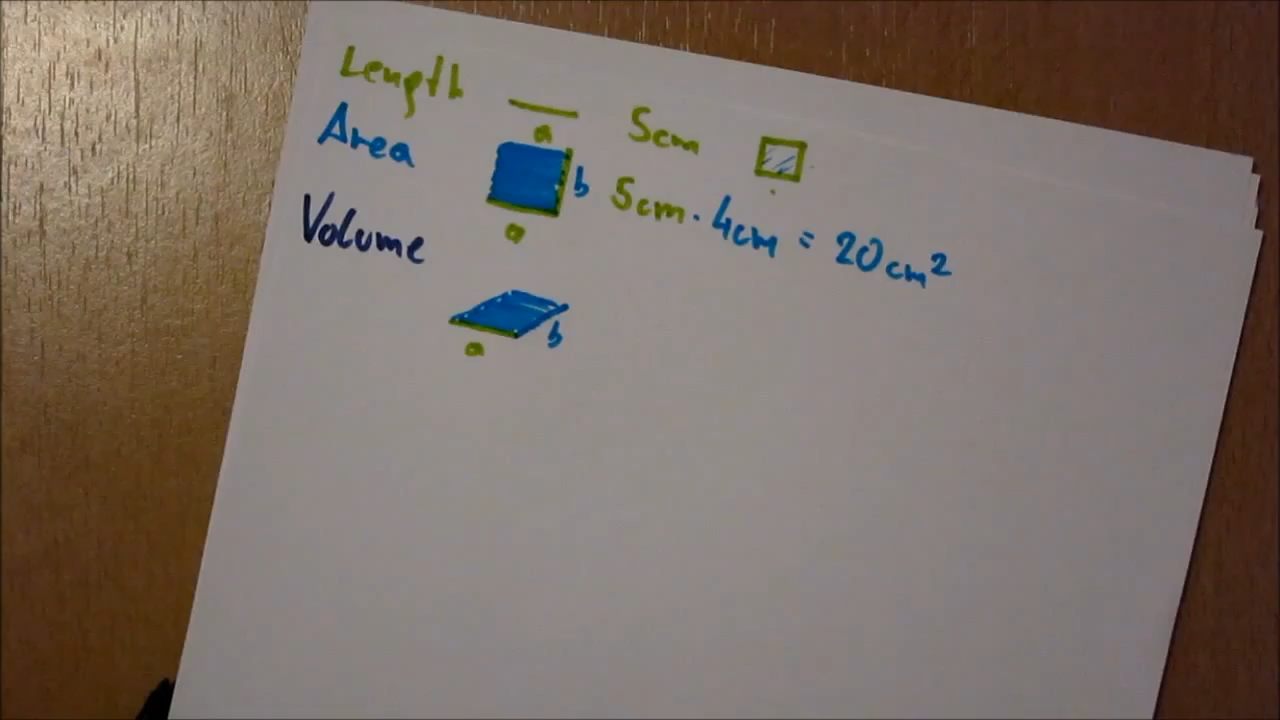 Length
a
5cm
Area
b
5cm · 4cm = 20cm²
a
Volume
b
a